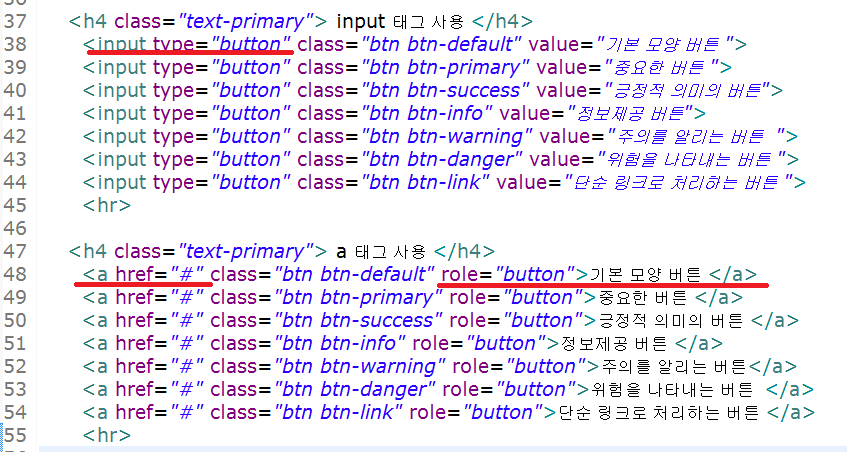 37 <h4 class="text-primary"> input 태그 사용 </h4>
38 <input type="button" class="btn btn-default" value="기본 모양 버튼 ">
39 <input type="button" class="btn btn-primary" value="중요한 버튼 ">
40 <input type="button" class="btn btn-success" value="긍정적 의미의 버튼">
41 <input type="button" class="btn btn-info" value="정보제공 버튼">
42 <input type="button" class="btn btn-warning" value="주의를 알리는 버튼 ">
43 <input type="button" class="btn btn-danger" value="위험을 나타내는 버튼 ">
44 <input type="button" class="btn btn-link" value="단순 링크로 처리하는 버튼 ">
45 <hr>
46
47 <h4 class="text-primary"> a 태그 사용 </h4>
48 <a href="#" class="btn btn-default" role="button">기본 모양 버튼 </a>
49 <a href="#" class="btn btn-primary" role="button">중요한 버튼 </a>
50 <a href="#" class="btn btn-success" role="button">긍정적 의미의 버튼 </a>
51 <a href="#" class="btn btn-info" role="button">정보제공 버튼 </a>
52 <a href="#" class="btn btn-warning" role="button">주의를 알리는 버튼</a>
53 <a href="#" class="btn btn-danger" role="button">위험을 나타내는 버튼 </a>
54 <a href="#" class="btn btn-link" role="button">단순 링크로 처리하는 버튼 </a>
55 <hr>